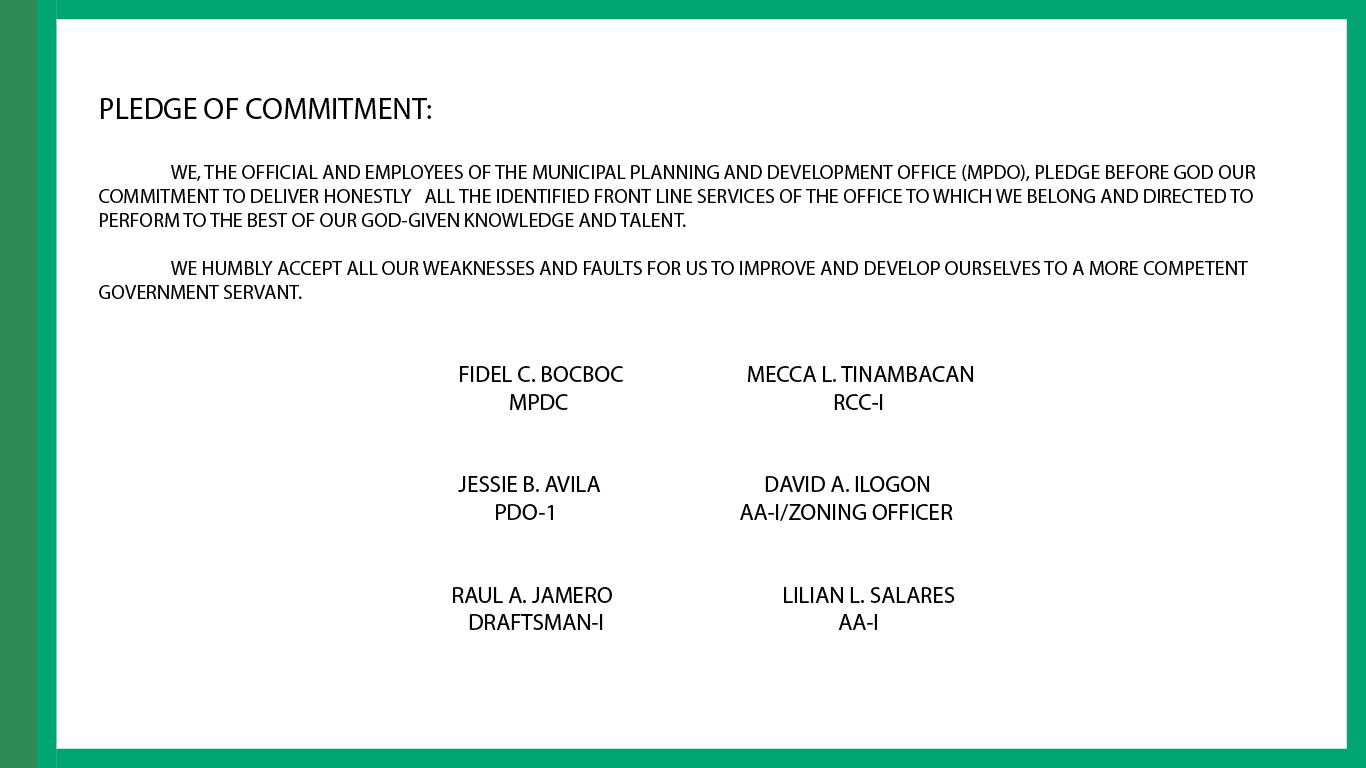 PLEDGE OF COMMITMENT:
WE, THE OFFICIAL AND EMPLOYEES OF THE MUNICIPAL PLANNING AND DEVELOPMENT OFFICE (MPDO), PLEDGE BEFORE GOD OUR
COMMITMENT TO DELIVER HONESTLY ALL THE IDENTIFIED FRONT LINE SERVICES OF THE OFFICE TO WHICH WE BELONG AND DIRECTED TO
PERFORM TO THE BEST OF OUR GOD-GIVEN KNOWLEDGE AND TALENT.
WE HUMBLY ACCEPT ALL OUR WEAKNESSES AND FAULTS FOR US TO IMPROVE AND DEVELOP OURSELVES TO A MORE COMPETENT
GOVERNMENT SERVANT.
FIDEL C. BOCBOC MECCA L. TINAMBACAN
MPDC RCC-I
JESSIE B. AVILA DAVID A. ILOGON
PDO-1 AA-I/ZONING OFFICER
RAUL A. JAMERO LILIAN L. SALARES
DRAFTSMAN-I AA-I